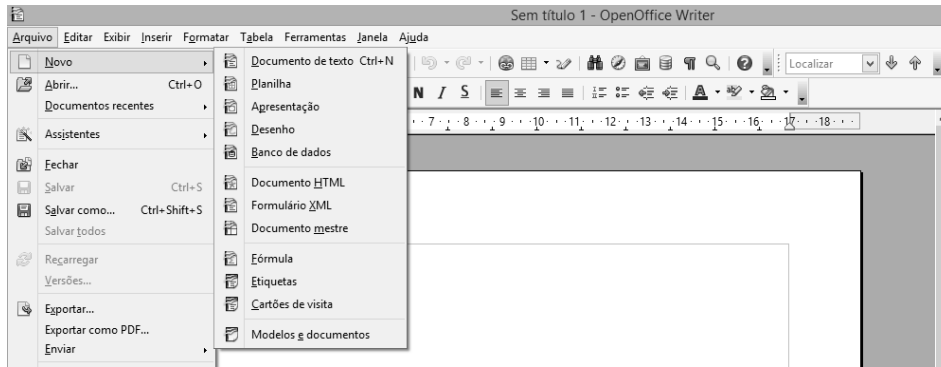 Sem título 1 - OpenOffice Writer
Arquivo Editar Exibir Inserir Formatar Tabela Ferramentas Janela Ajuda
Novo
Abrir... Ctrl+O
Documentos recentes
Assistentes
Fechar
Salvar Ctrl+S
Salvar como... Ctrl+Shift+S
Salvar todos
Recarregar
Versões...
Exportar...
Exportar como PDF...
Enviar
Documento de texto Ctrl+N
Planilha
Apresentação
Desenho
Banco de dados
Documento HTML
Formulário XML
Documento mestre
Fórmula
Etiquetas
Cartões de visita
Modelos e documentos
Localizar
N I S
7 8 9 10 11 12 13 14 15 16 17 18